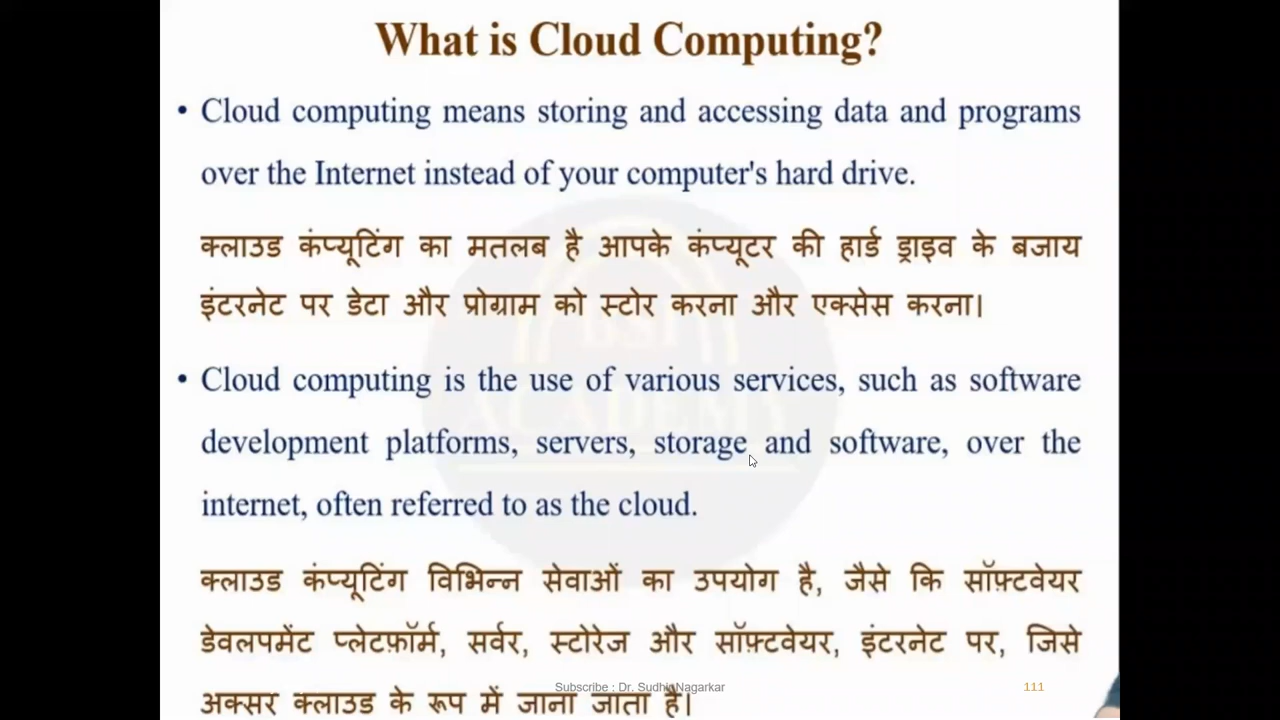 What is Cloud Computing?
• Cloud computing means storing and accessing data and programs
over the Internet instead of your computer's hard drive.
क्लाउड कंप्यूटिंग का मतलब है आपके कंप्यूटर की हार्ड ड्राइव के बजाय
इंटरनेट पर डेटा और प्रोग्राम को स्टोर करना और एक्सेस करना।
• Cloud computing is the use of various services, such as software
development platforms, servers, storage and software, over the
internet, often referred to as the cloud.
क्लाउड कंप्यूटिंग विभिन्न सेवाओं का उपयोग है, जैसे कि सॉफ़्टवेयर
डेवलपमेंट प्लेटफ़ॉर्म, सर्वर, स्टोरेज और सॉफ़्टवेयर, इंटरनेट पर, जिसे
अक्सर क्लाउड के रूप में जाना जाता है।
Subscribe : Dr. Sudhir Nagarkar
111
ACADEMY